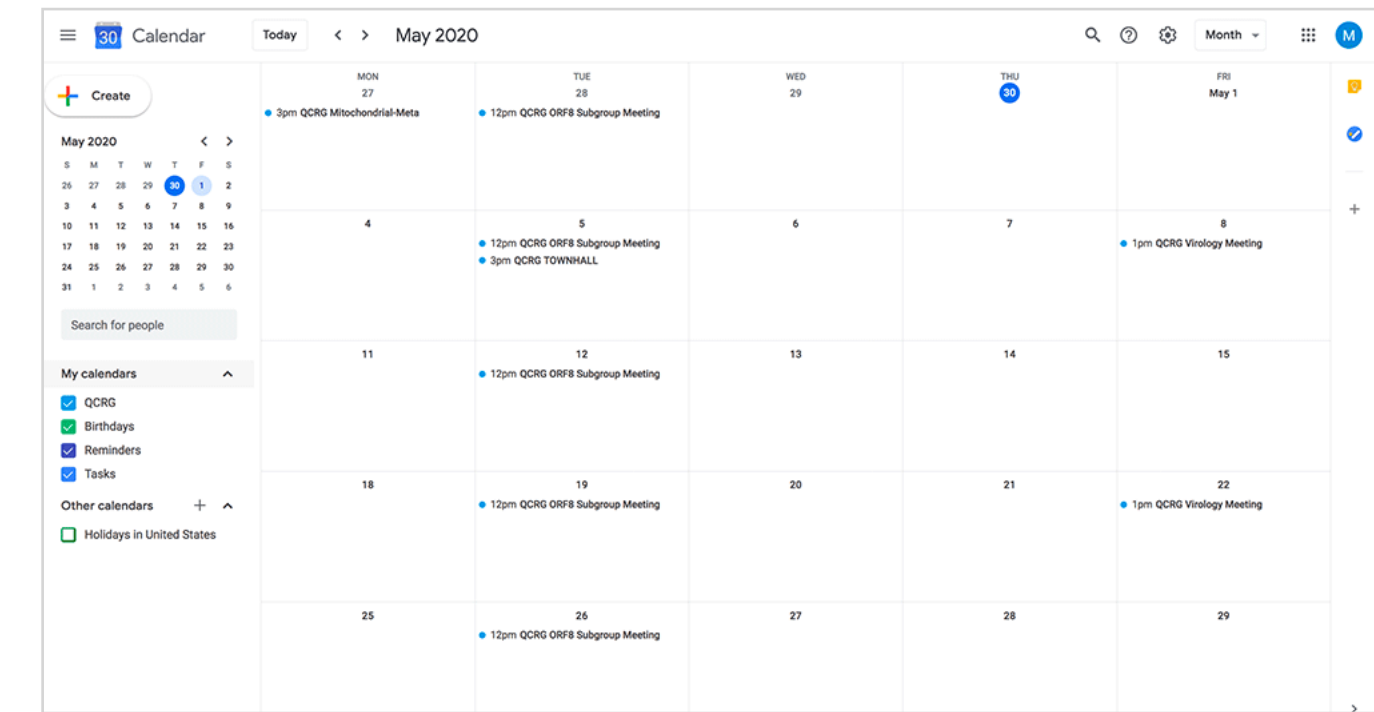 30 Calendar Today May 2020 Month M
Create
May 2020
S M T W T F S
26 27 28 29 30 1 2
3 4 5 6 7 8 9
10 11 12 13 14 15 16
17 18 19 20 21 22 23
24 25 26 27 28 29 30
31 1 2 3 4 5 6
Search for people
My calendars
QCRG
Birthdays
Reminders
Tasks
Other calendars
Holidays in United States
MON TUE WED THU FRI
27 28 29 30 May 1
3pm QCRG Mitochondrial-Meta 12pm QCRG ORF8 Subgroup Meeting
4 5 6 7 8
12pm QCRG ORF8 Subgroup Meeting 1pm QCRG Virology Meeting
3pm QCRG TOWNHALL
11 12 13 14 15
12pm QCRG ORF8 Subgroup Meeting
18 19 20 21 22
12pm QCRG ORF8 Subgroup Meeting 1pm QCRG Virology Meeting
25 26 27 28 29
12pm QCRG ORF8 Subgroup Meeting